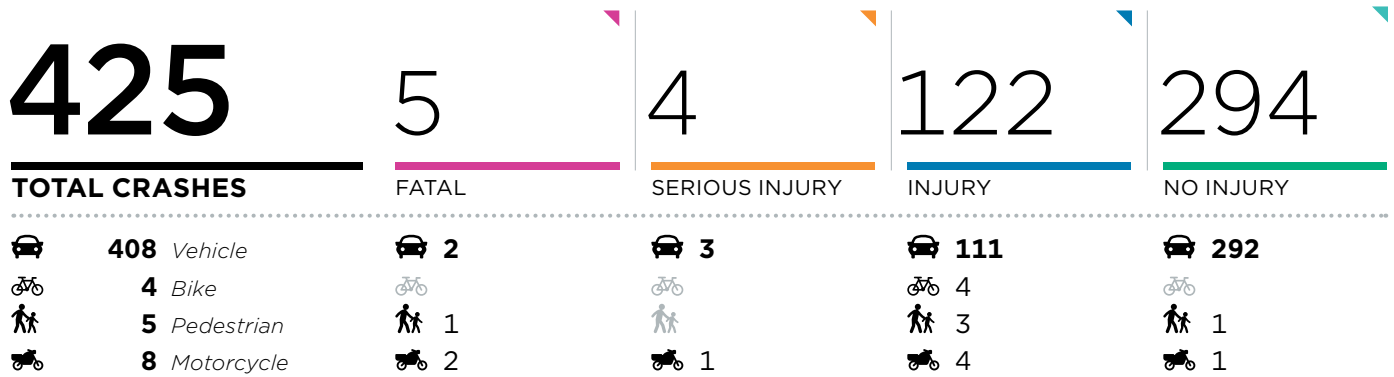 425 5 4 122 294
TOTAL CRASHES FATAL SERIOUS INJURY INJURY NO INJURY
408 Vehicle 2 3 111 292
4 Bike 4
5 Pedestrian 1 3 1
8 Motorcycle 2 1 4 1